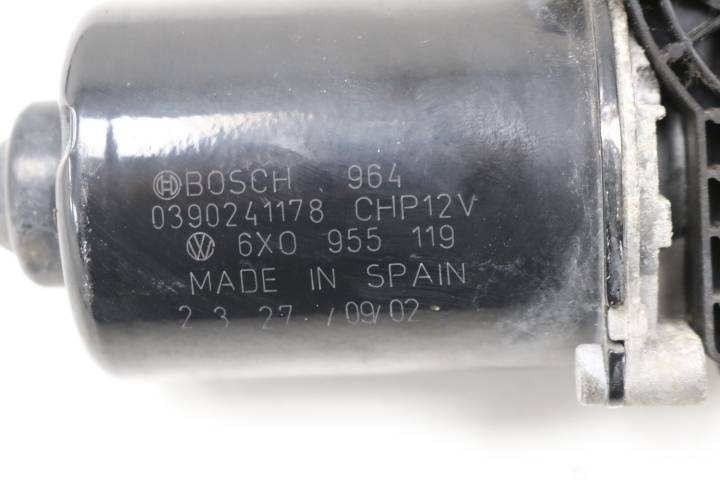 BOSCH 964
0390241178 CHP12V
6X0 955 119
MADE IN SPAIN
2 3 27 /09/02